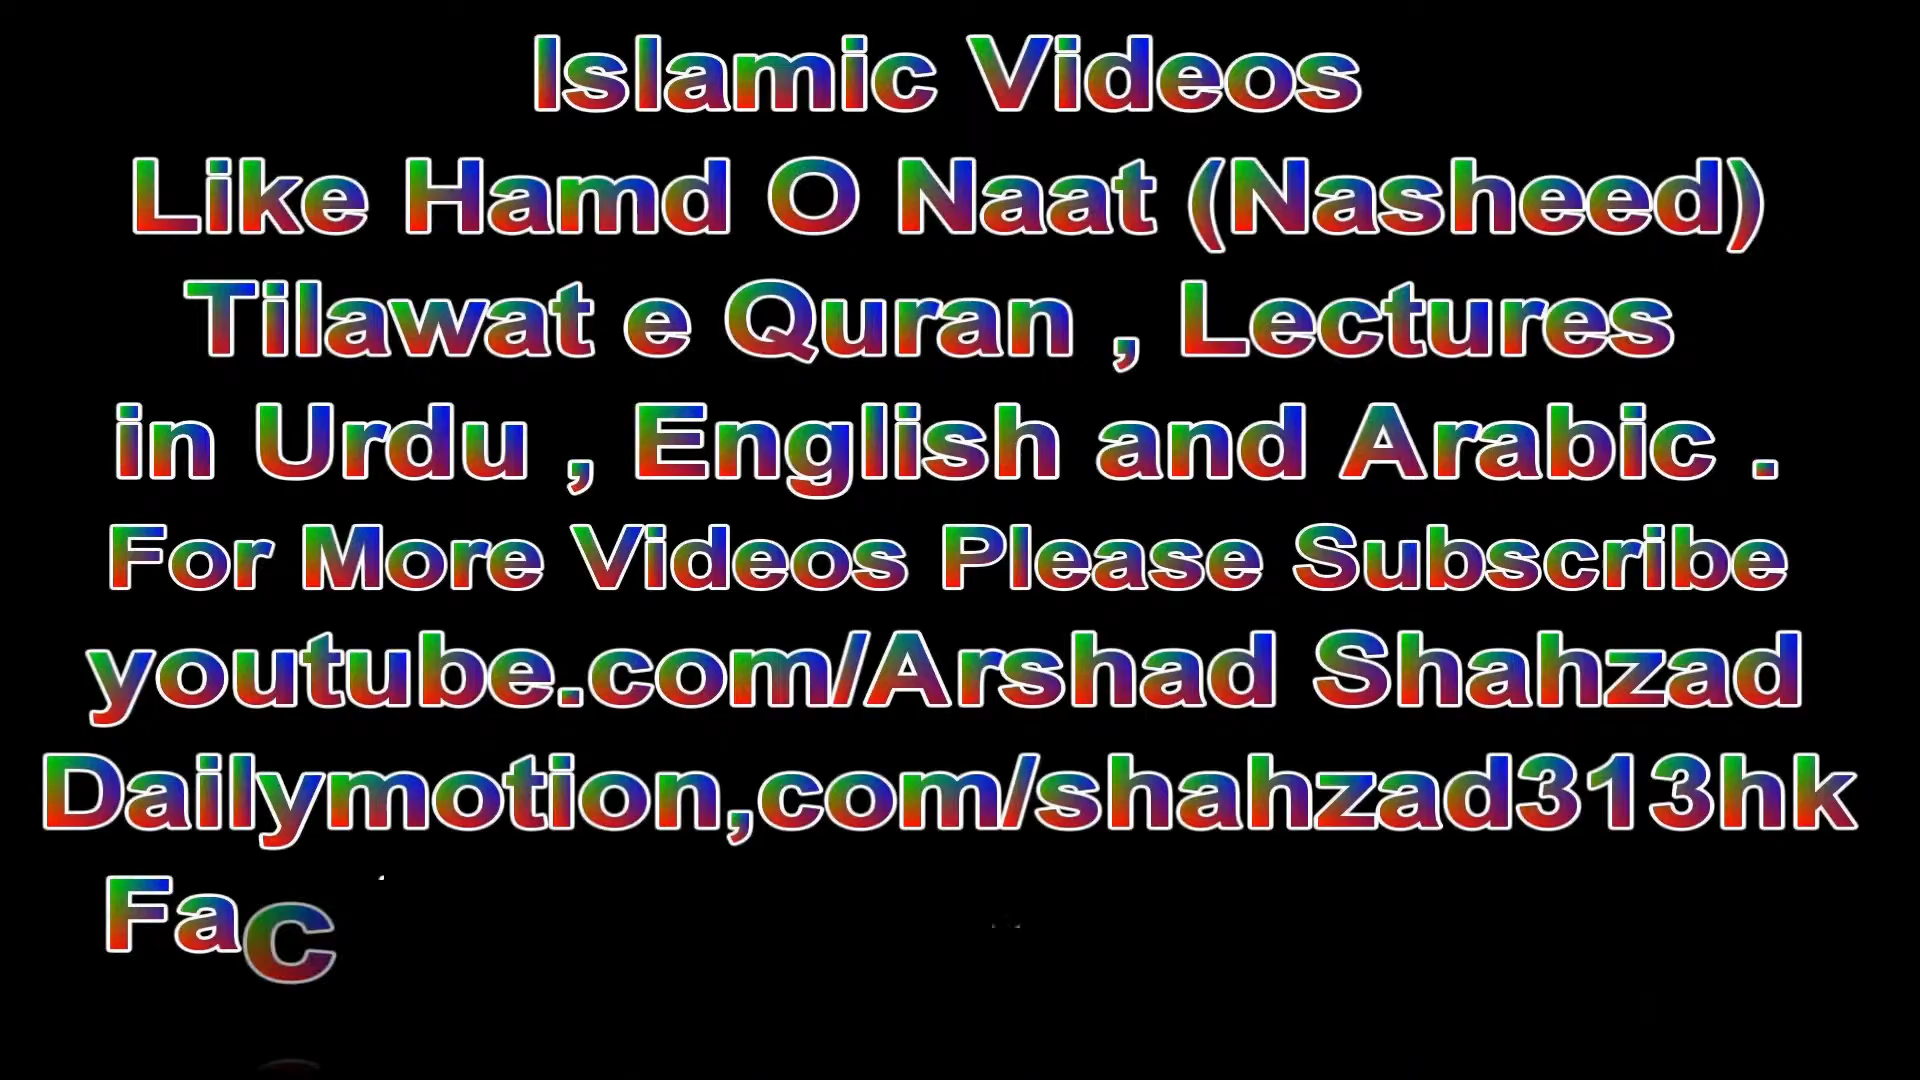 Islamic Videos
Like Hamd O Naat (Nasheed)
Tilawat e Quran , Lectures
in Urdu , English and Arabic .
For More Videos Please Subscribe
youtube.com/Arshad Shahzad
Dailymotion,com/shahzad313hk
Fac